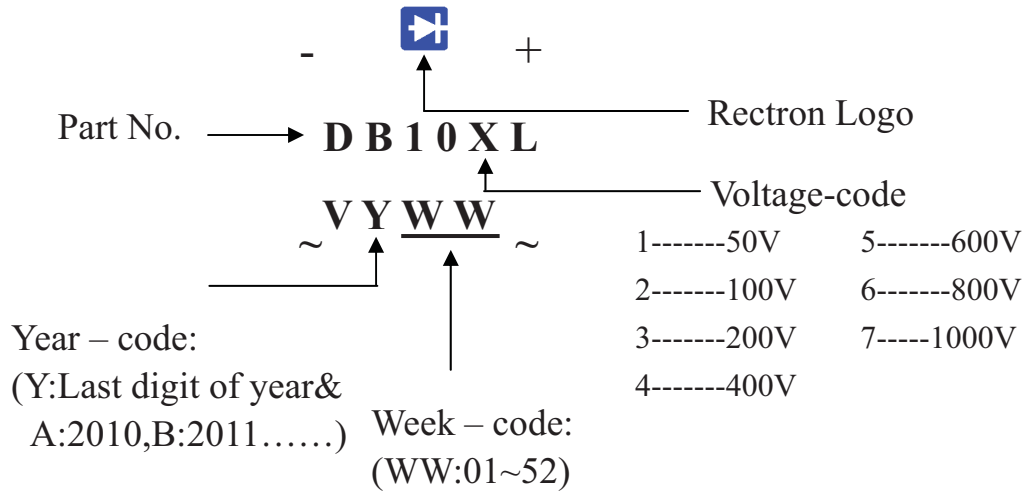 - +
Rectron Logo
Part No.
D B 1 0 X L
Voltage-code
V Y W W
~ ~
1-------50V 5-------600V
2-------100V 6-------800V
3-------200V 7-----1000V
4-------400V
Year – code:
(Y:Last digit of year&
A:2010,B:2011……)
Week – code:
(WW:01~52)